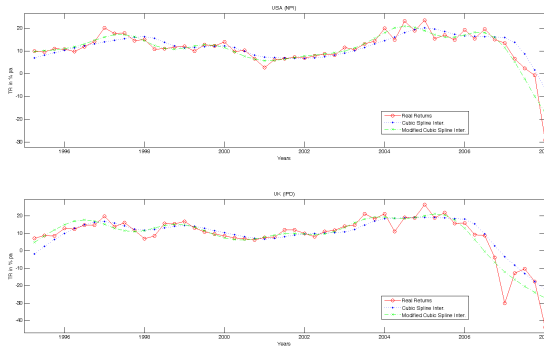 USA (NPI)
TR in % pa
20
10
0
-10
-20
-30
1996
1998
2000
2002
2004
2006
200
Years
Real Returns
Cubic Spline Inter.
Modified Cubic Spline Inter.
UK (IPD)
TR in % pa
20
10
0
-10
-20
-30
-40
1996
1998
2000
2002
2004
2006
200
Years
Real Returns
Cubic Spline Inter.
Modified Cubic Spline Inter.